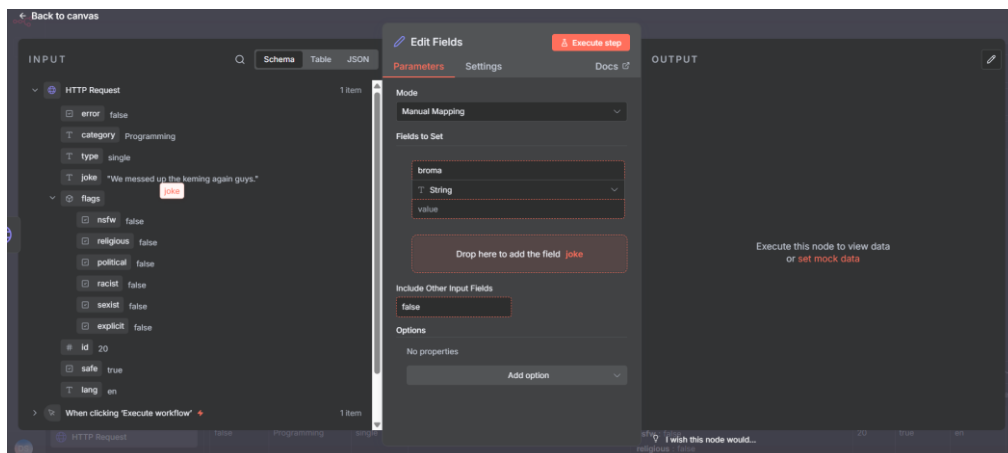 ← Back to canvas
INPUT
Schema Table JSON
HTTP Request 1 item
error false
category Programming
type single
joke "We messed up the keming again guys."
joke
flags
nsfw false
religious false
political false
racist false
sexist false
explicit false
# id 20
safe true
lang en
When clicking 'Execute workflow' 1 item
Edit Fields
Execute step
Parameters Settings Docs
Mode
Manual Mapping
Fields to Set
broma
T String
value
Drop here to add the field joke
Include Other Input Fields
false
Options
No properties
Add option
OUTPUT
Execute this node to view data
or set mock data
HTTP Request false Programming single
20 true en
I wish this node would...
religious : false